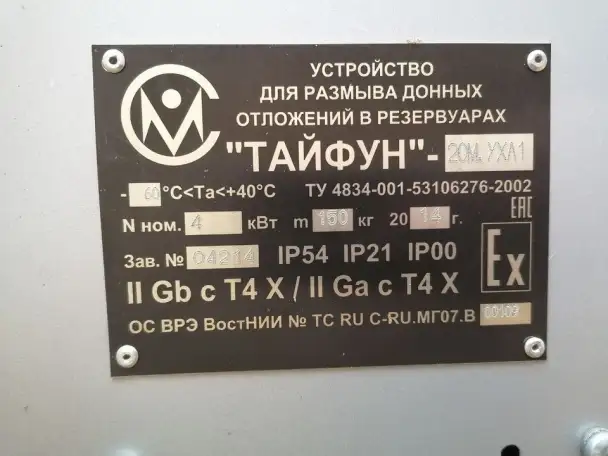 УСТРОЙСТВО
ДЛЯ РАЗМЫВА ДОННЫХ
ОТЛОЖЕНИЙ В РЕЗЕРВУАРАХ
"ТАЙФУН"-20М УХЛ1
-60°C<Ta<+40°C ТУ 4834-001-53106276-2002
N ном. 4 кВт m 150 кг 2014 г. EAC
Зав. № 04214 IP54 IP21 IP00 Ex
II Gb c T4 X / II Ga c T4 X
ОС ВРЭ ВостНИИ № TC RU C-RU.МГ07.В 00109